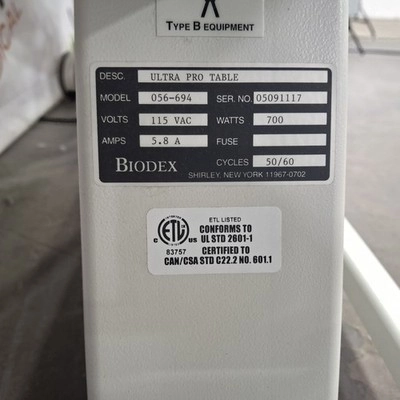 TYPE B EQUIPMENT
DESC. ULTRA PRO TABLE
MODEL 056-694 SER. NO. 05091117
VOLTS 115 VAC WATTS 700
AMPS 5.8 A FUSE
BIODEX CYCLES 50/60
SHIRLEY, NEW YORK 11967-0702
ETL LISTED
CONFORMS TO
UL STD 2601-1
CERTIFIED TO
CAN/CSA STD C22.2 NO. 601.1
C ETL US
83757